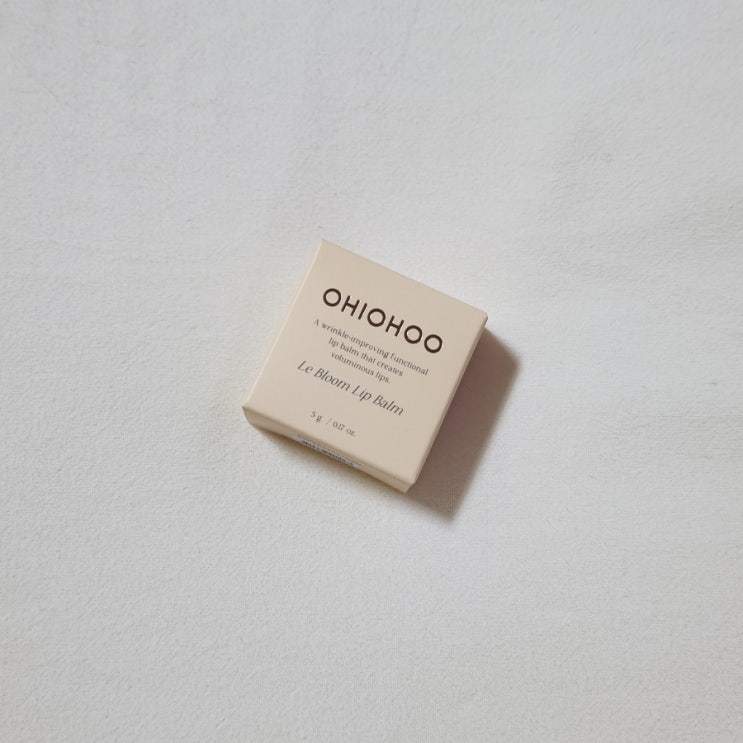 OHIOHOO
A wrinkle-improving functional
lip balm that creates
voluminous lips.
Le Bloom Lip Balm
5 g / 0.17 oz.